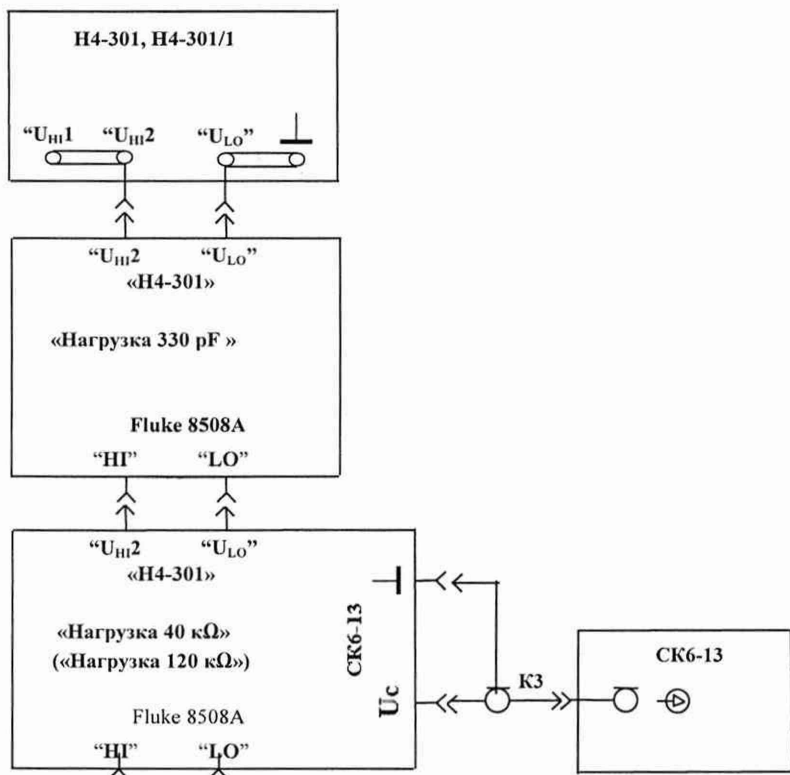 Н4-301, Н4-301/1
“UHI1 “UHI2 “ULO”
“UHI2 “ULO”
«Н4-301»
«Нагрузка 330 pF »
Fluke 8508A
“HI” “LO”
“UHI2 “ULO”
«Н4-301»
СК6-13
«Нагрузка 40 кΩ»
(«Нагрузка 120 кΩ»)
Uc
К3
СК6-13
Fluke 8508A
“HI” “LO”